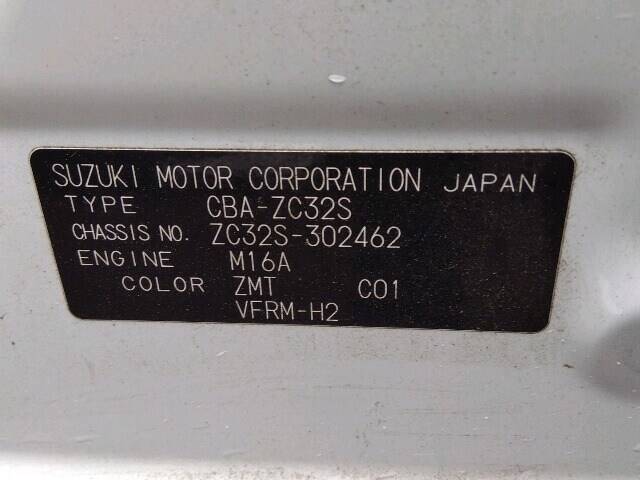 SUZUKI MOTOR CORPORATION JAPAN
TYPE CBA-ZC32S
CHASSIS NO. ZC32S-302462
ENGINE M16A
COLOR ZMT C01
VFRM-H2